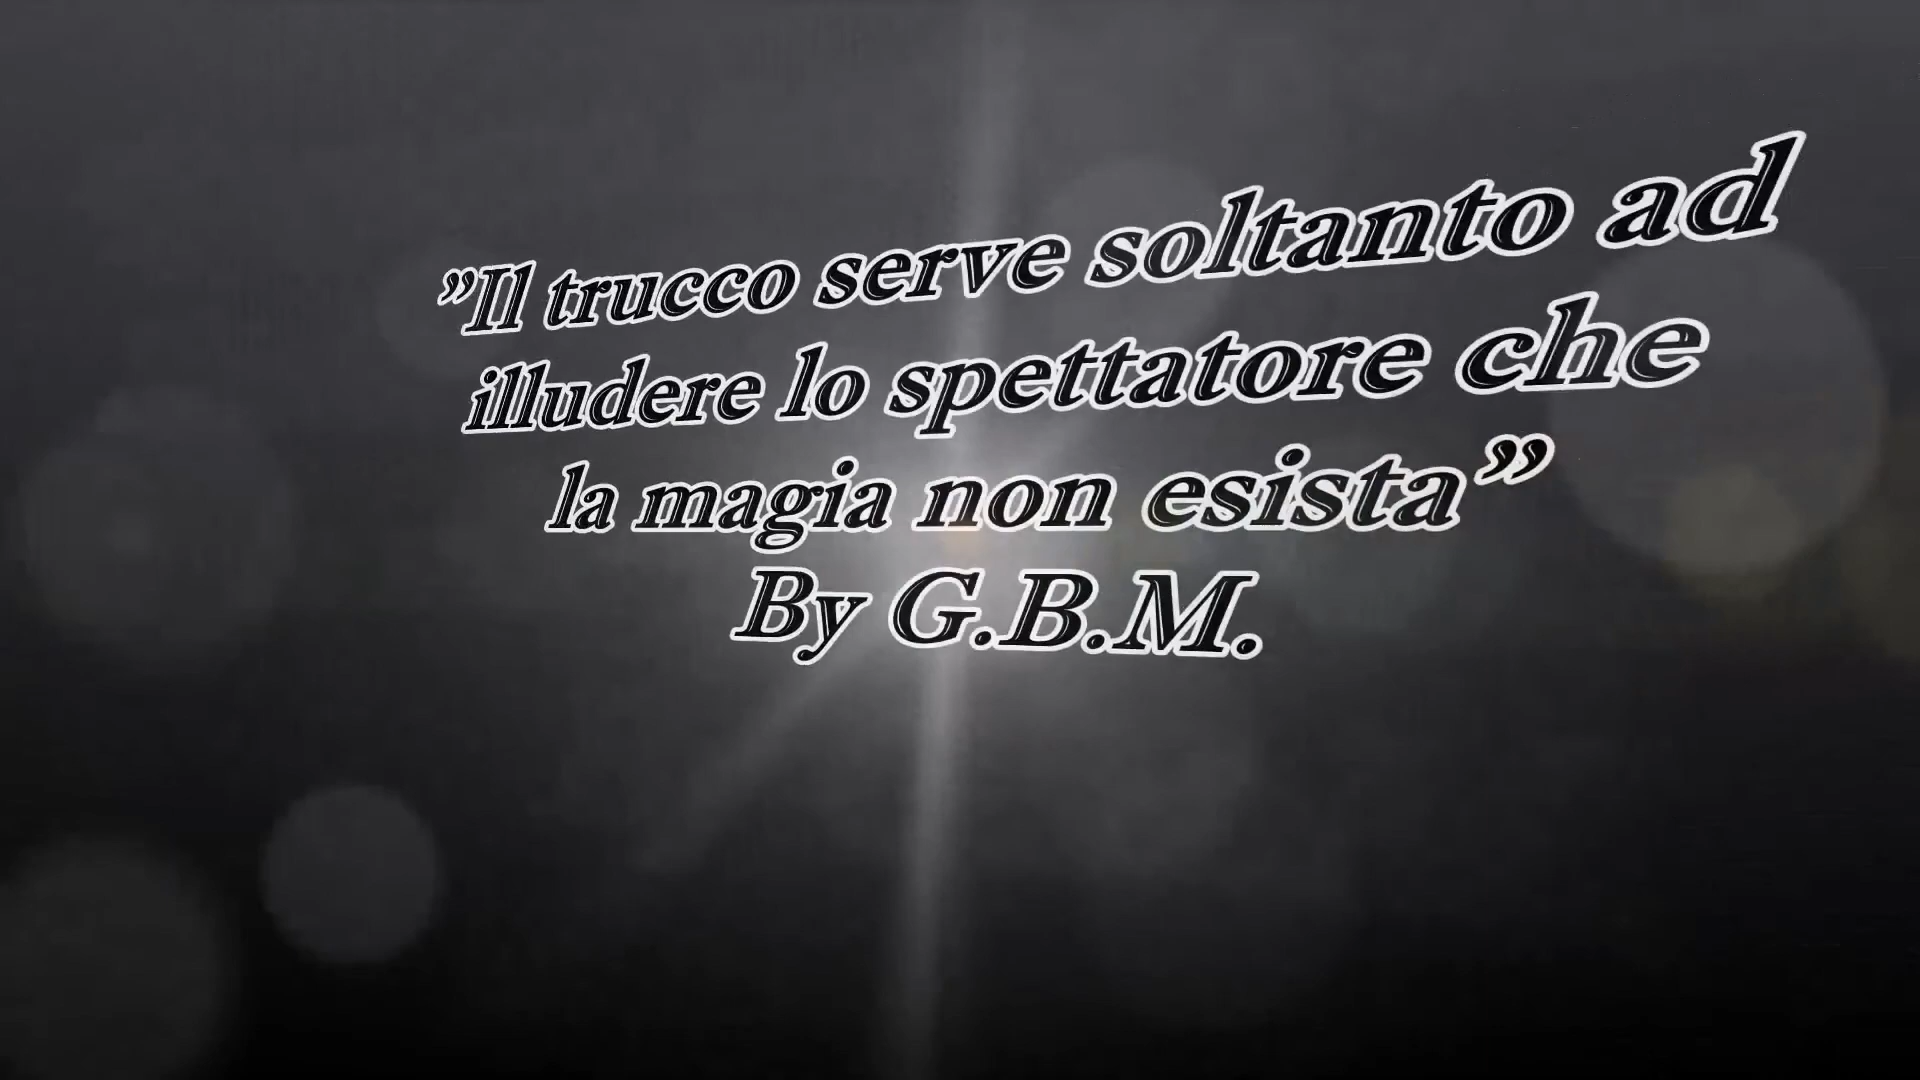 ”Il trucco serve soltanto ad
illudere lo spettatore che
la magia non esista”
By G.B.M.